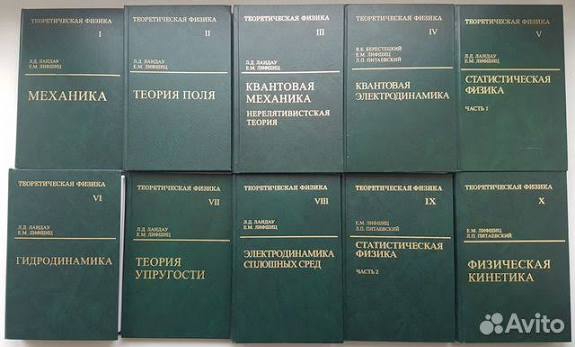 ТЕОРЕТИЧЕСКАЯ ФИЗИКА
I
Л.Д. ЛАНДАУ
Е.М. ЛИФШИЦ
МЕХАНИКА
ТЕОРЕТИЧЕСКАЯ ФИЗИКА
II
Л.Д. ЛАНДАУ
Е.М. ЛИФШИЦ
ТЕОРИЯ ПОЛЯ
ТЕОРЕТИЧЕСКАЯ ФИЗИКА
III
Л.Д. ЛАНДАУ
Е.М. ЛИФШИЦ
КВАНТОВАЯ
МЕХАНИКА
НЕРЕЛЯТИВИСТСКАЯ
ТЕОРИЯ
ТЕОРЕТИЧЕСКАЯ ФИЗИКА
IV
В.Б. БЕРЕСТЕЦКИЙ
Е.М. ЛИФШИЦ
Л.П. ПИТАЕВСКИЙ
КВАНТОВАЯ
ЭЛЕКТРОДИНАМИКА
ТЕОРЕТИЧЕСКАЯ ФИЗИКА
V
Л.Д. ЛАНДАУ
Е.М. ЛИФШИЦ
СТАТИСТИЧЕСКАЯ
ФИЗИКА
ЧАСТЬ 1
ТЕОРЕТИЧЕСКАЯ ФИЗИКА
VI
Л.Д. ЛАНДАУ
Е.М. ЛИФШИЦ
ГИДРОДИНАМИКА
ТЕОРЕТИЧЕСКАЯ ФИЗИКА
VII
Л.Д. ЛАНДАУ
Е.М. ЛИФШИЦ
ТЕОРИЯ
УПРУГОСТИ
ТЕОРЕТИЧЕСКАЯ ФИЗИКА
VIII
Л.Д. ЛАНДАУ
Е.М. ЛИФШИЦ
ЭЛЕКТРОДИНАМИКА
СПЛОШНЫХ СРЕД
ТЕОРЕТИЧЕСКАЯ ФИЗИКА
IX
Е.М. ЛИФШИЦ
Л.П. ПИТАЕВСКИЙ
СТАТИСТИЧЕСКАЯ
ФИЗИКА
ЧАСТЬ 2
ТЕОРЕТИЧЕСКАЯ ФИЗИКА
X
Е.М. ЛИФШИЦ
Л.П. ПИТАЕВСКИЙ
ФИЗИЧЕСКАЯ
КИНЕТИКА
Avito